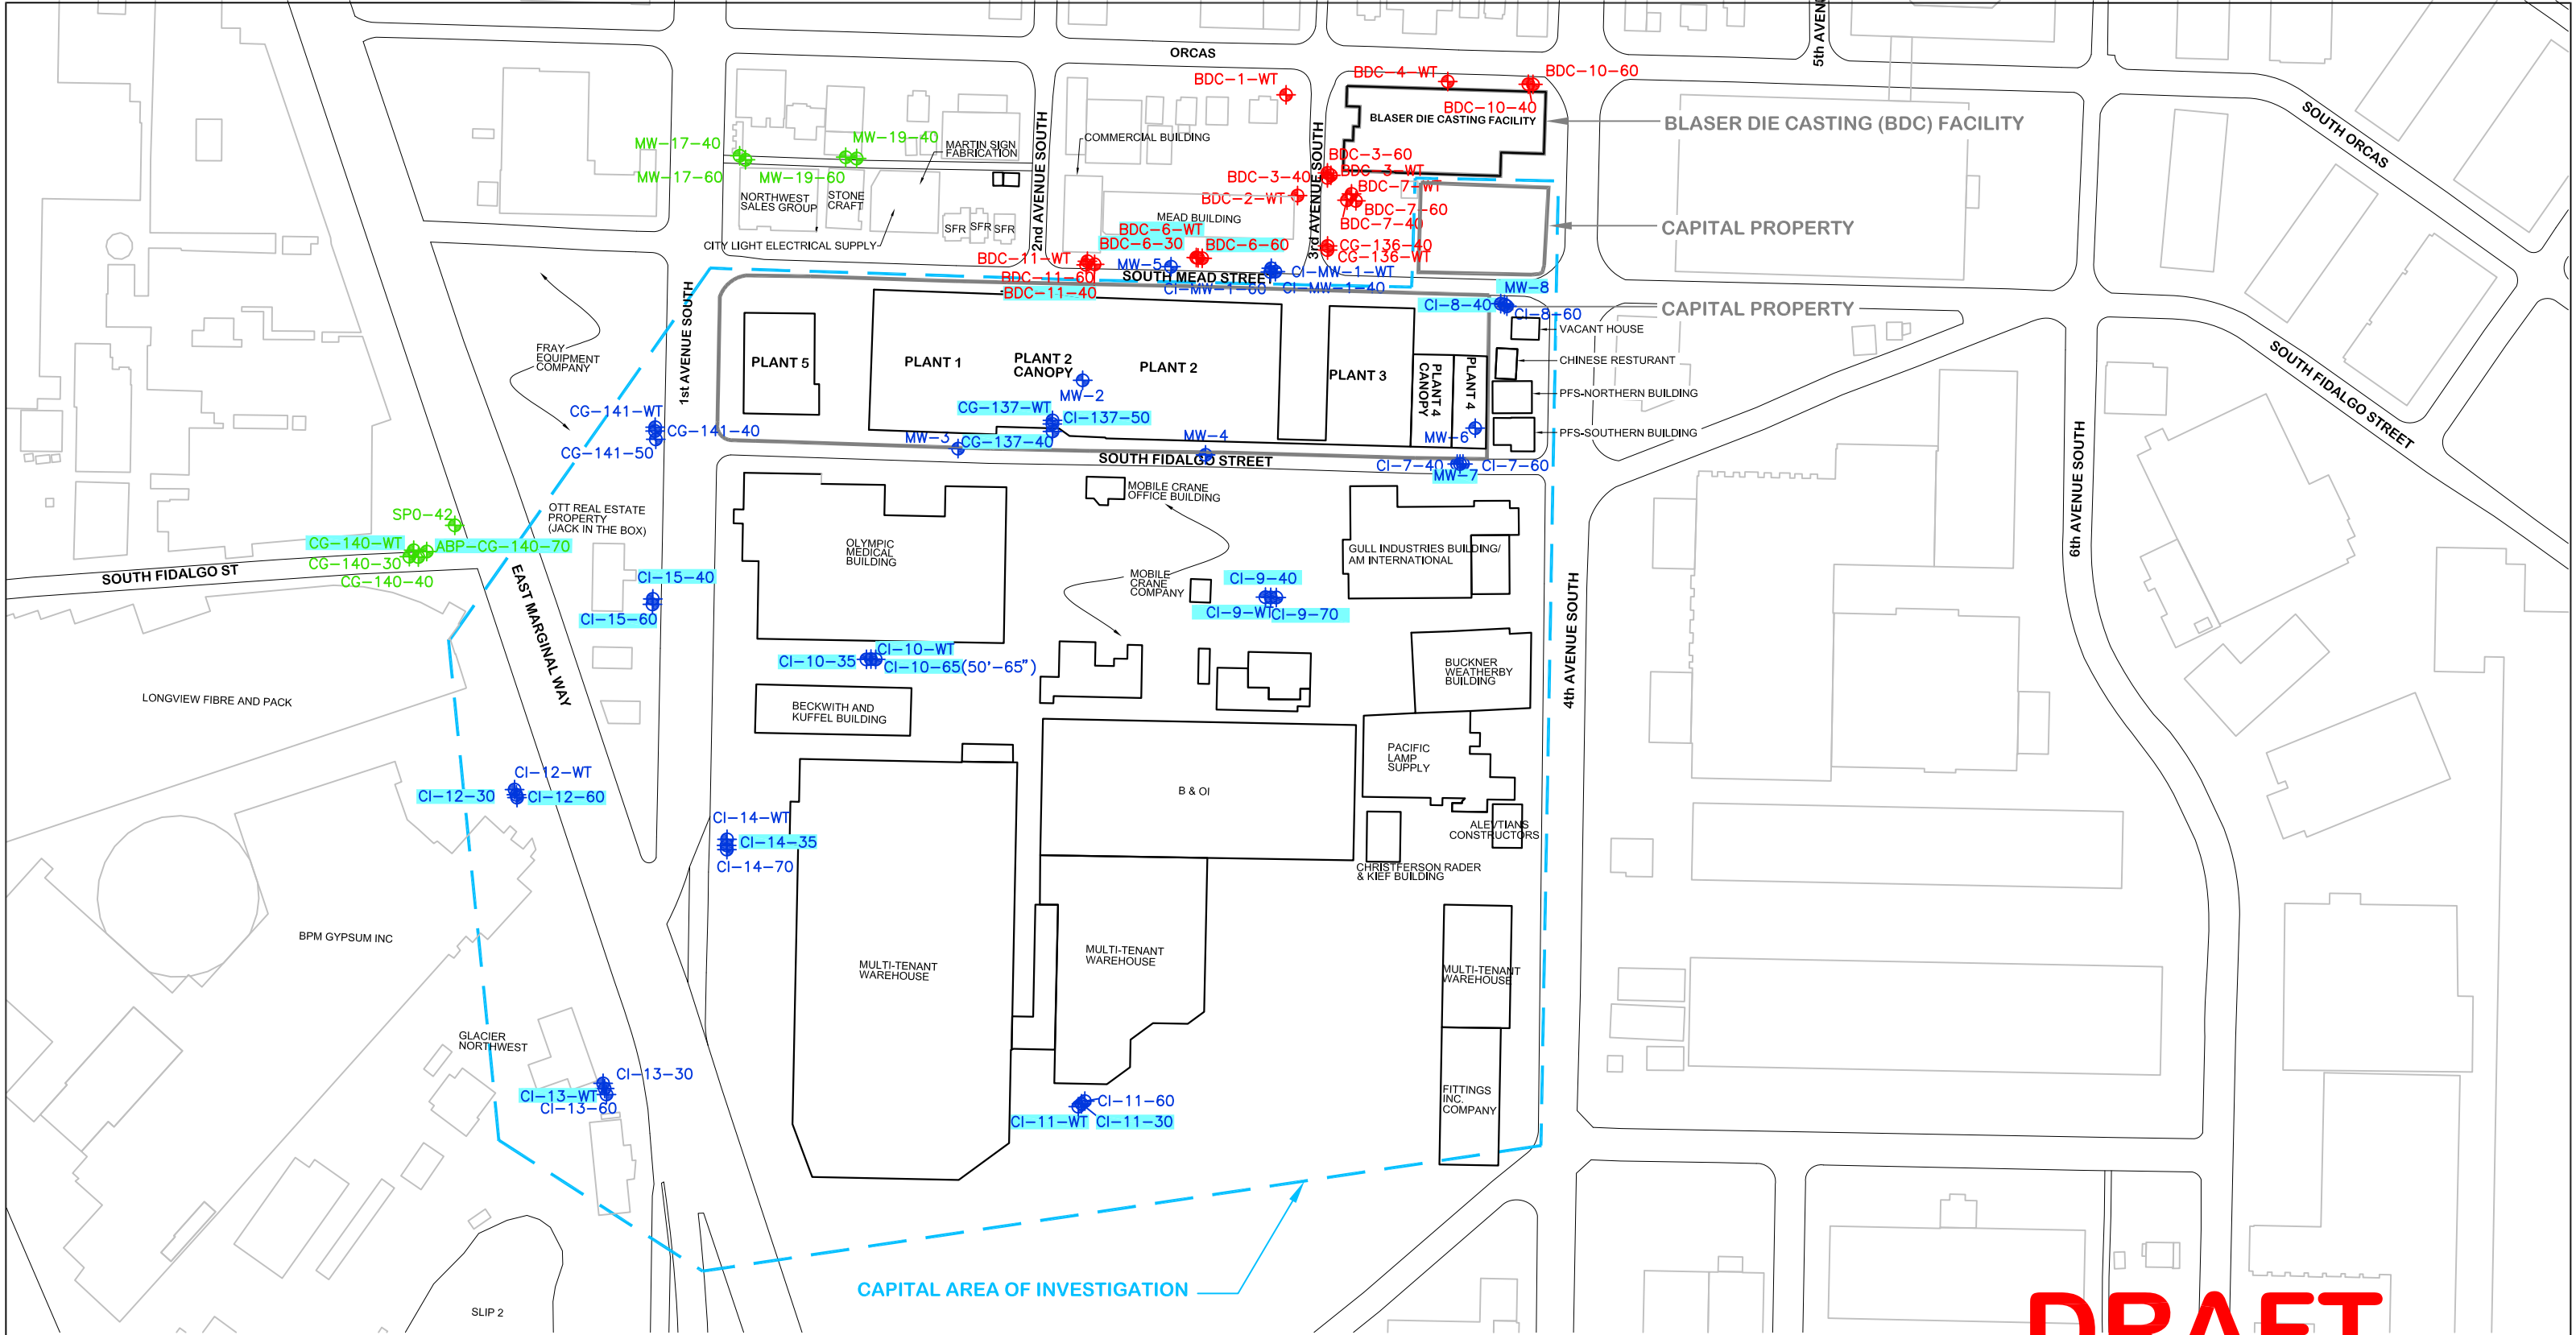 ORCAS
5th AVEN
BDC-1-WT
BDC-4-WT
BDC-10-60
BDC-10-40
BLASER DIE CASTING FACILITY
BLASER DIE CASTING (BDC) FACILITY
SOUTH ORCAS
MW-17-40
MW-19-40
MARTIN SIGN
FABRICATION
2nd AVENUE SOUTH
COMMERCIAL BUILDING
3rd AVENUE SOUTH
MW-17-60
MW-19-60
BDC-3-60
BDC-3-WT
BDC-3-40
BDC-2-WT
BDC-7-WT
BDC-7-60
BDC-7-40
NORTHWEST
SALES GROUP
STONE
CRAFT
SFR
SFR
SFR
MEAD BUILDING
CAPITAL PROPERTY
CITY LIGHT ELECTRICAL SUPPLY
BDC-6-WT
BDC-6-30
BDC-6-60
CG-136-40
CG-136-WT
BDC-11-WT
MW-5
BDC-11-60
BDC-11-40
SOUTH MEAD STREET
CI-MW-1-WT
CI-MW-1-60
CI-MW-1-40
MW-8
CI-8-40
CI-8-60
CAPITAL PROPERTY
1st AVENUE SOUTH
VACANT HOUSE
FRAY
EQUIPMENT
COMPANY
PLANT 5
PLANT 1
PLANT 2
CANOPY
PLANT 2
PLANT 3
PLANT 4
CANOPY
PLANT 4
CHINESE RESTURANT
PFS-NORTHERN BUILDING
PFS-SOUTHERN BUILDING
SOUTH FIDALGO STREET
MW-2
CG-141-WT
CG-141-40
CG-141-50
CG-137-WT
CI-137-50
CG-137-40
MW-3
MW-4
MW-6
SOUTH FIDALGO STREET
CI-7-40
CI-7-60
MW-7
6th AVENUE SOUTH
SPO-42
OTT REAL ESTATE
PROPERTY
(JACK IN THE BOX)
MOBILE CRANE
OFFICE BUILDING
CG-140-WT
ABP-CG-140-70
CG-140-30
CG-140-40
SOUTH FIDALGO ST
OLYMPIC
MEDICAL
BUILDING
GULL INDUSTRIES BUILDING/
AM INTERNATIONAL
MOBILE
CRANE
COMPANY
EAST MARGINAL WAY
CI-15-40
CI-15-60
CI-9-40
CI-9-WT
CI-9-70
4th AVENUE SOUTH
CI-10-WT
CI-10-35
CI-10-65(50'-65")
BUCKNER
WEATHERBY
BUILDING
LONGVIEW FIBRE AND PACK
BECKWITH AND
KUFFEL BUILDING
PACIFIC
LAMP
SUPPLY
CI-12-WT
CI-12-30
CI-12-60
B & OI
CI-14-WT
CI-14-35
CI-14-70
ALEVTIANS
CONSTRUCTORS
CHRISTFERSON RADER
& KIEF BUILDING
BPM GYPSUM INC
MULTI-TENANT
WAREHOUSE
MULTI-TENANT
WAREHOUSE
MULTI-TENANT
WAREHOUSE
GLACIER
NORTHWEST
CI-13-30
CI-13-WT
CI-13-60
CI-11-60
CI-11-WT
CI-11-30
FITTINGS
INC.
COMPANY
CAPITAL AREA OF INVESTIGATION
SLIP 2
DRAFT